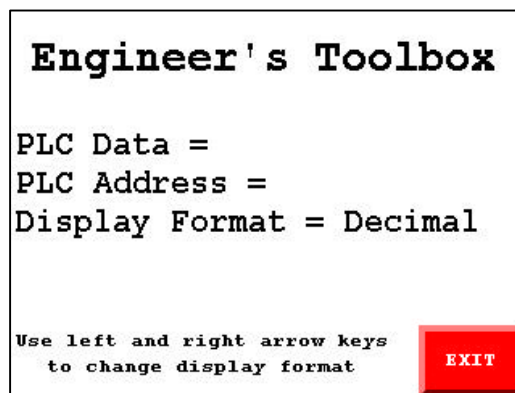 Engineer's Toolbox
PLC Data =
PLC Address =
Display Format = Decimal
Use left and right arrow keys
to change display format
EXIT